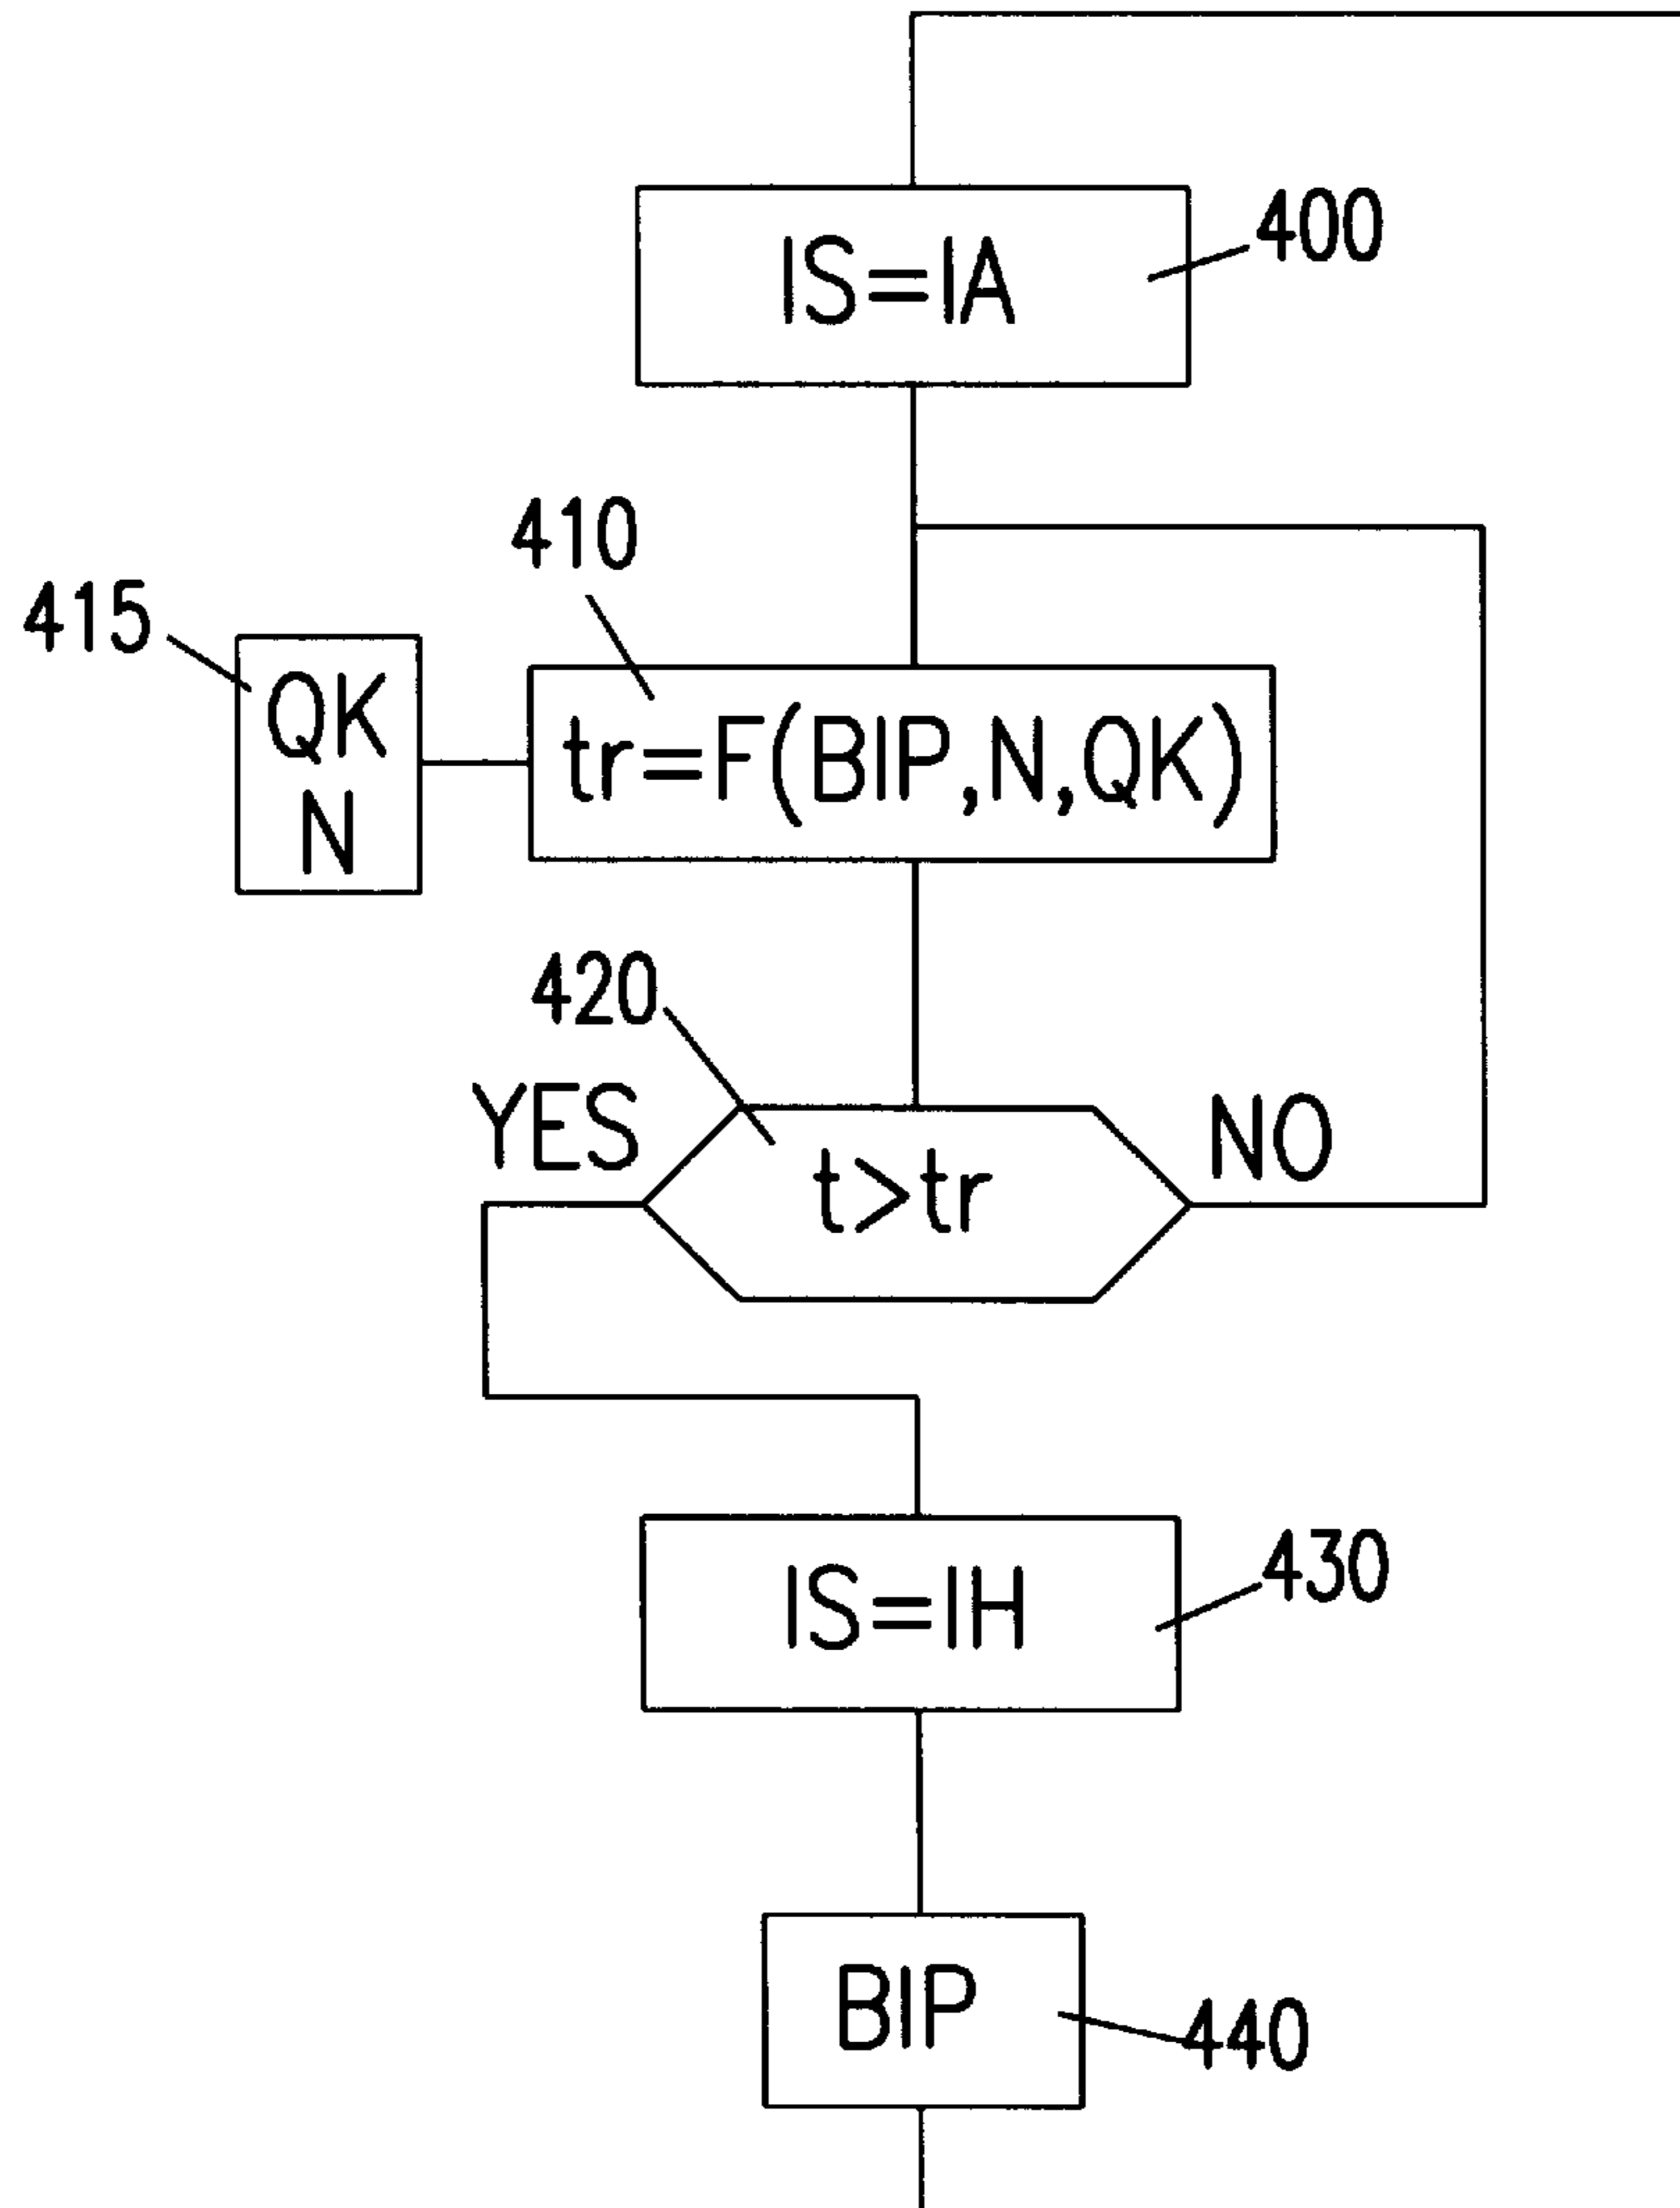 IS=IA
400
410
415
QK
N
tr=F(BIP,N,QK)
420
YES
NO
t>tr
IS=IH
430
BIP
440